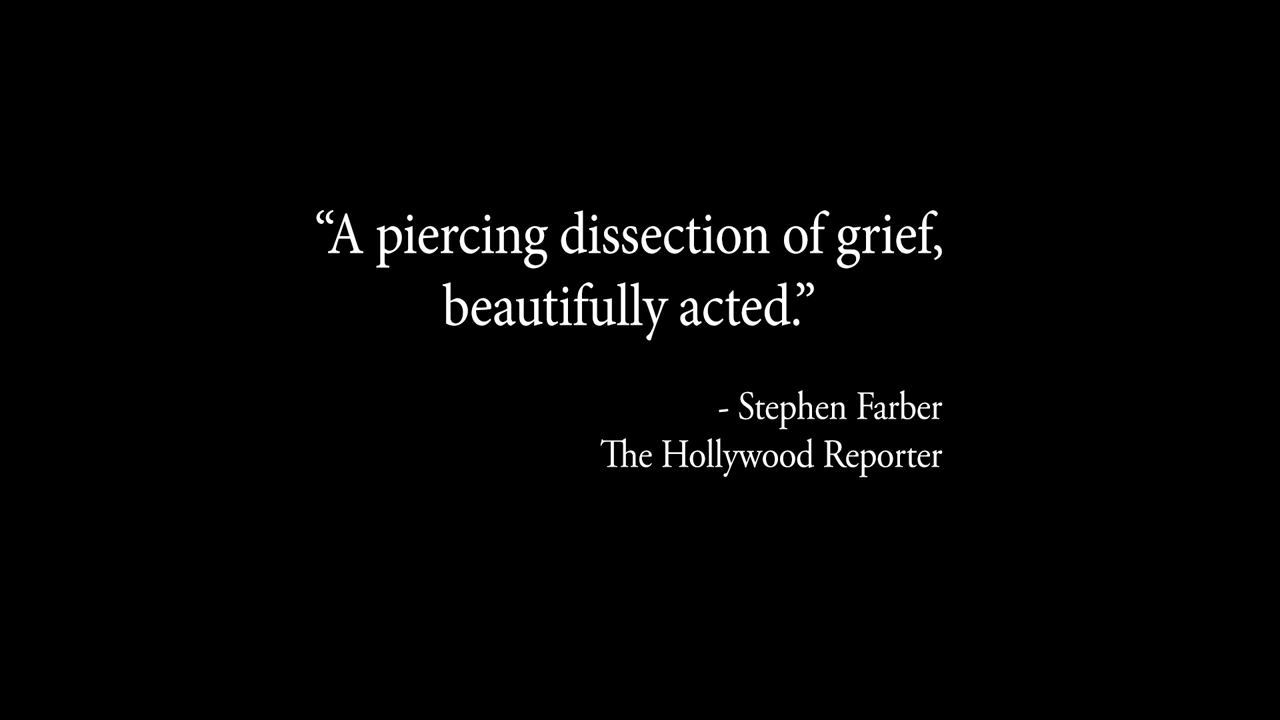 “A piercing dissection of grief,
beautifully acted.”
- Stephen Farber
The Hollywood Reporter